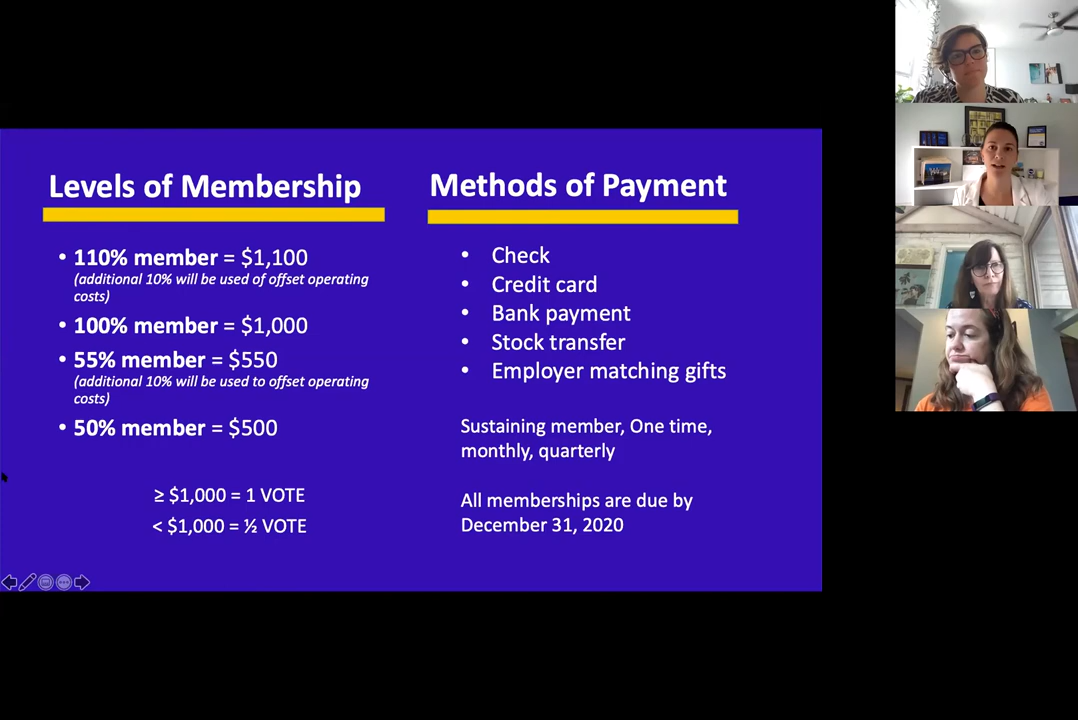 Levels of Membership
• 110% member = $1,100
(additional 10% will be used of offset operating
costs)
• 100% member = $1,000
• 55% member = $550
(additional 10% will be used to offset operating
costs)
• 50% member = $500
≥ $1,000 = 1 VOTE
< $1,000 = ½ VOTE
Methods of Payment
• Check
• Credit card
• Bank payment
• Stock transfer
• Employer matching gifts
Sustaining member, One time,
monthly, quarterly
All memberships are due by
December 31, 2020